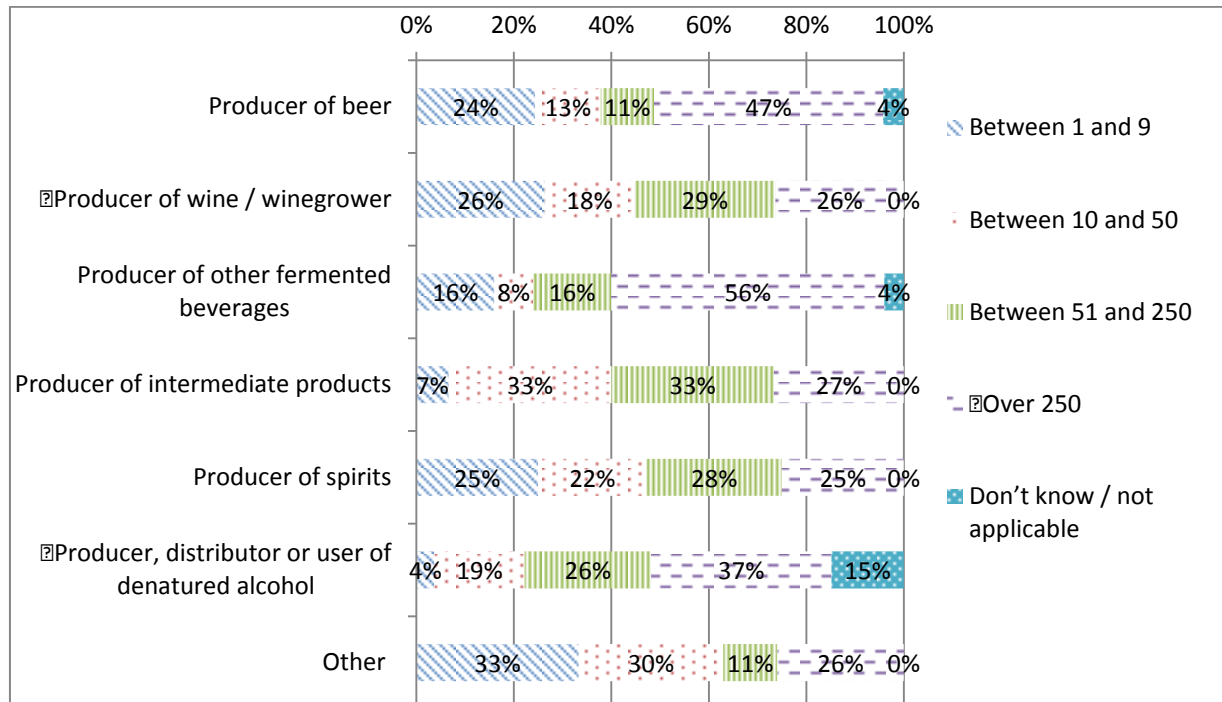 0% 20% 40% 60% 80% 100%
Producer of beer 24% 13% 11% 47% 4%
�Producer of wine / winegrower 26% 18% 29% 26% 0%
Producer of other fermented
beverages 16% 8% 16% 56% 4%
Producer of intermediate products 7% 33% 33% 27% 0%
Producer of spirits 25% 22% 28% 25% 0%
�Producer, distributor or user of
denatured alcohol 4% 19% 26% 37% 15%
Other 33% 30% 11% 26% 0%
Between 1 and 9
Between 10 and 50
Between 51 and 250
�Over 250
Don’t know / not
applicable